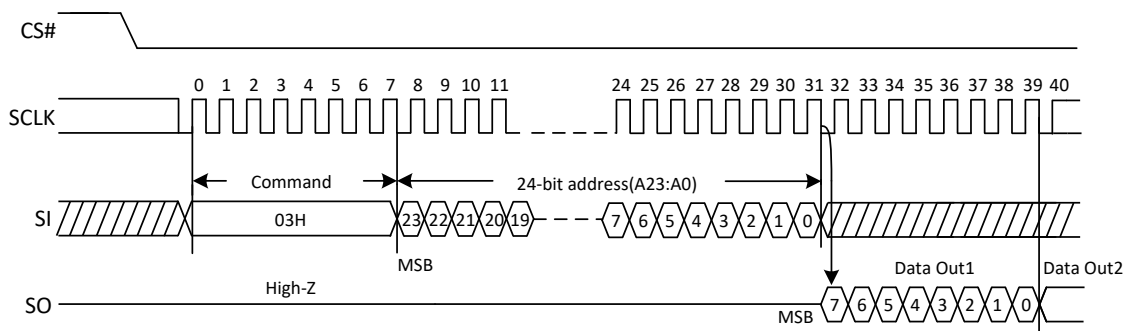 CS#
0 1 2 3 4 5 6 7 8 9 10 11 24 25 26 27 28 29 30 31 32 33 34 35 36 37 38 39 40
SCLK
Command 24-bit address(A23:A0)
SI 03H 23 22 21 20 19 7 6 5 4 3 2 1 0
MSB
High-Z Data Out1 Data Out2
SO MSB 7 6 5 4 3 2 1 0